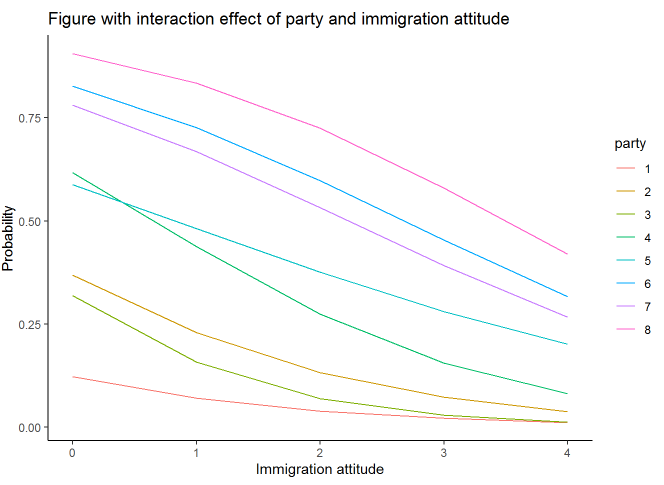 Figure with interaction effect of party and immigration attitude
Probability
0.75
0.50
0.25
0.00
0 1 2 3 4
Immigration attitude
party
1
2
3
4
5
6
7
8